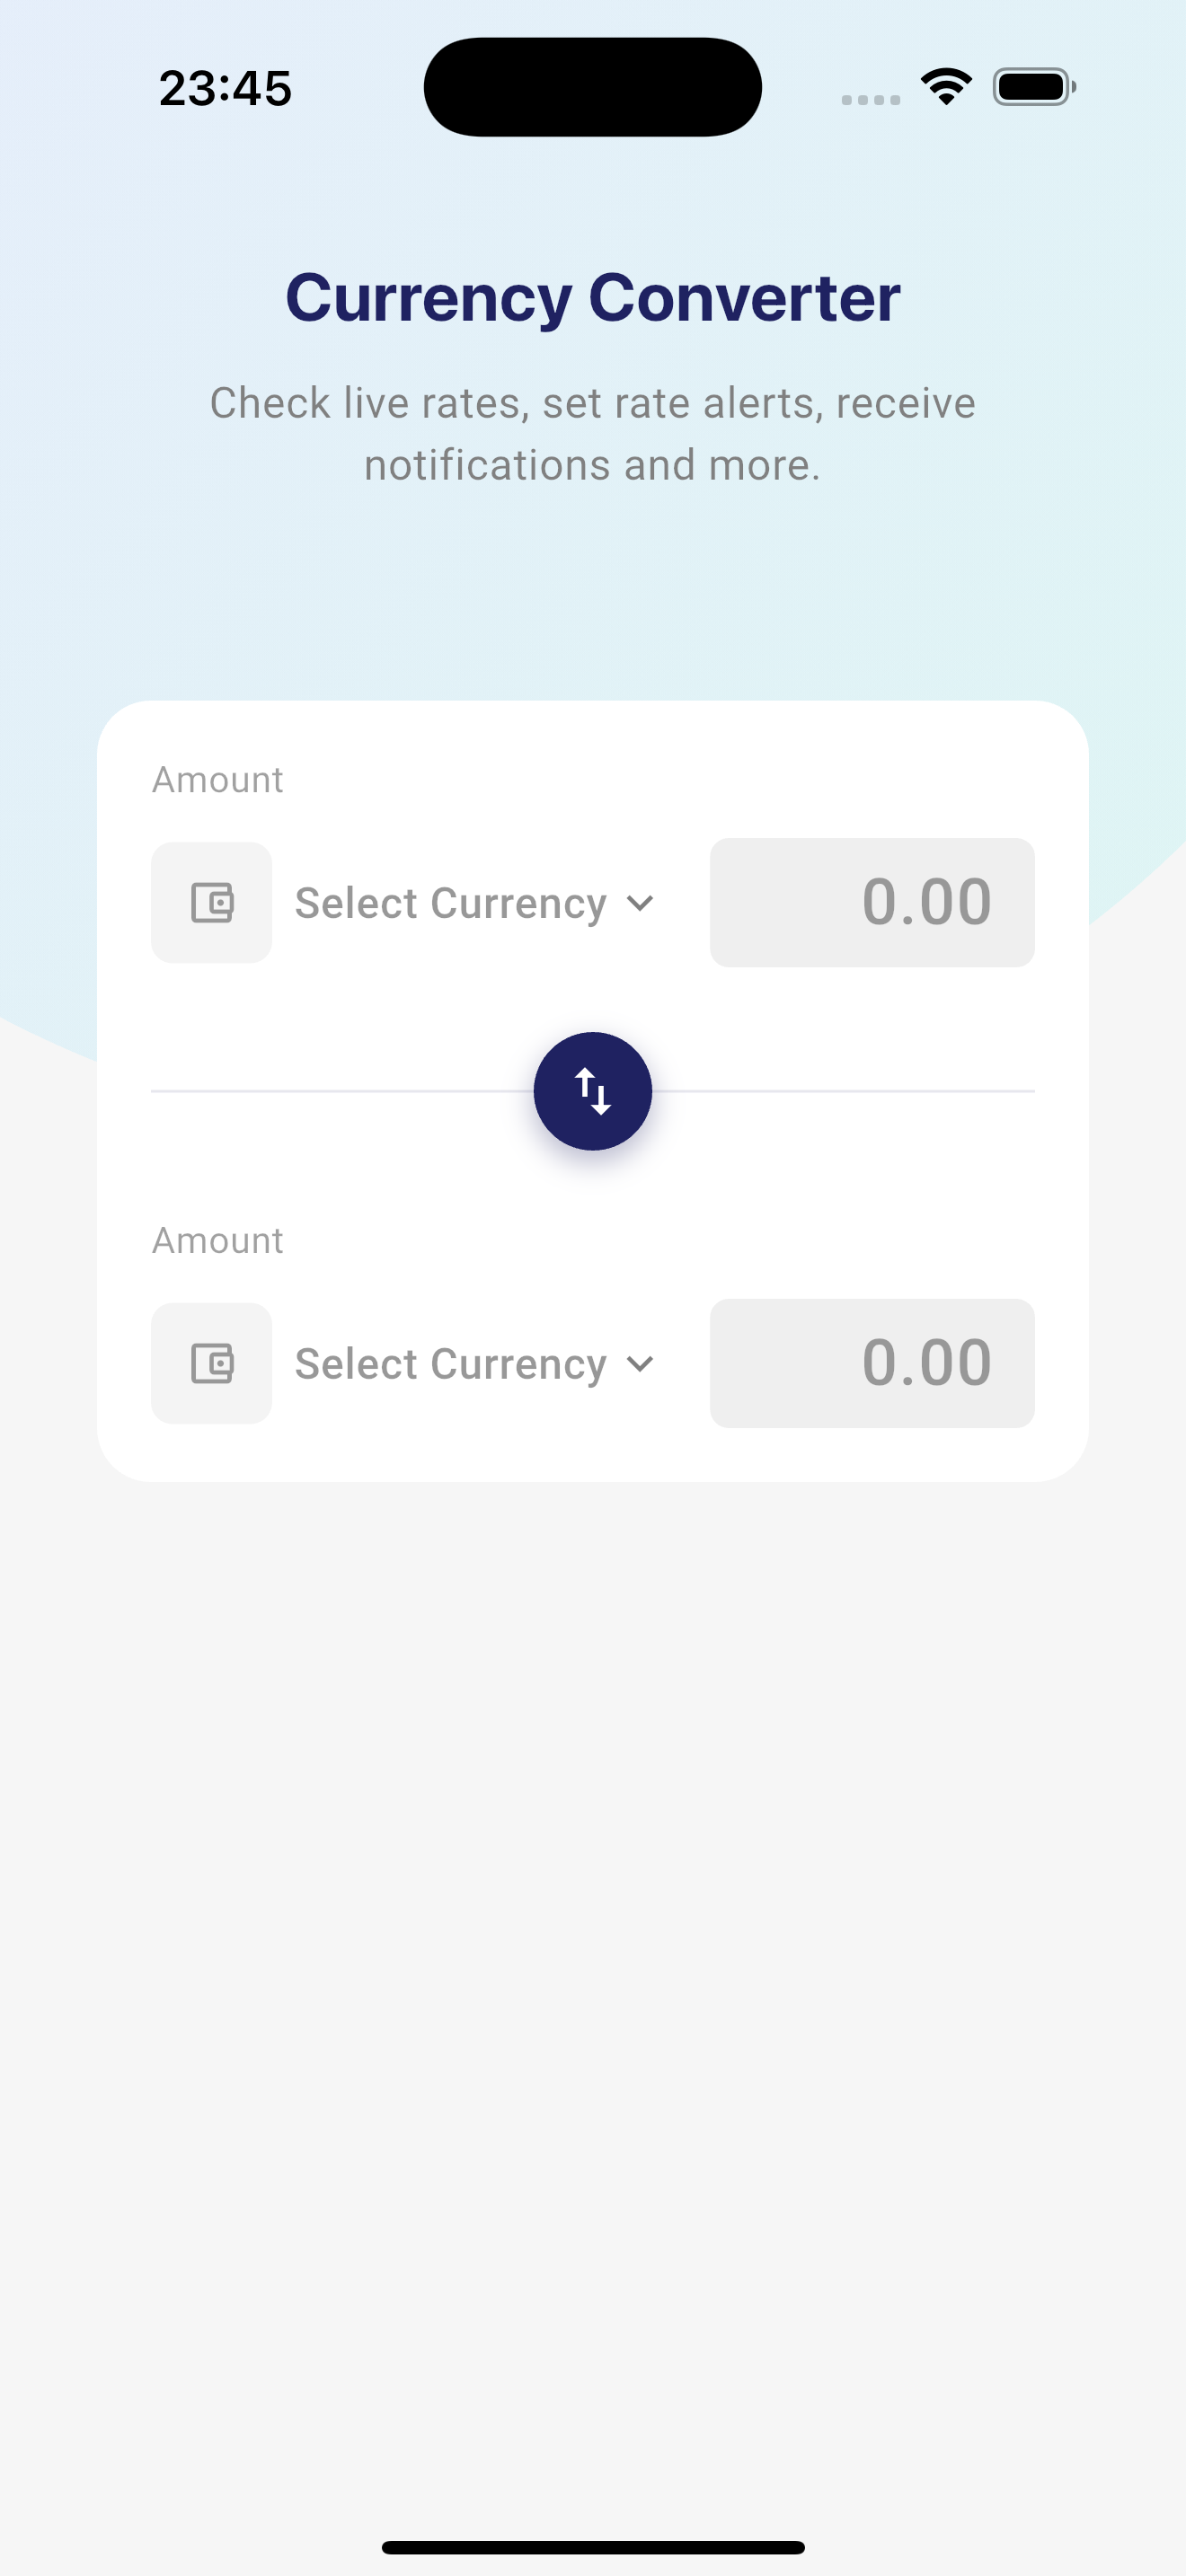 23:45
Currency Converter
Check live rates, set rate alerts, receive
notifications and more.
Amount
Select Currency 0.00
Amount
Select Currency 0.00